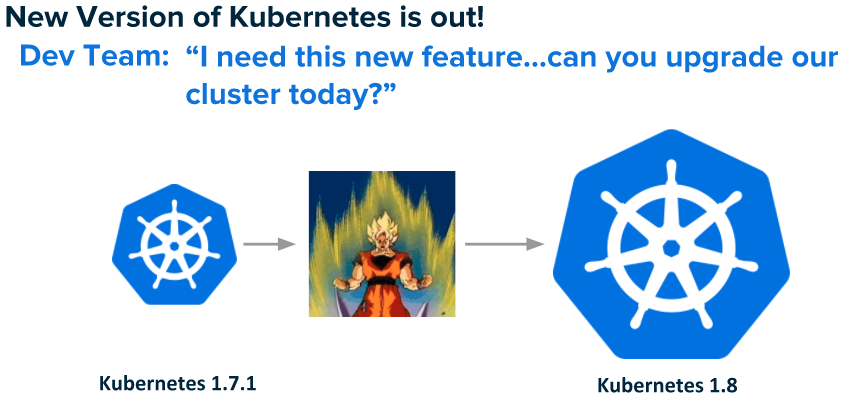 New Version of Kubernetes is out!
Dev Team: “I need this new feature...can you upgrade our
cluster today?”
Kubernetes 1.7.1
Kubernetes 1.8